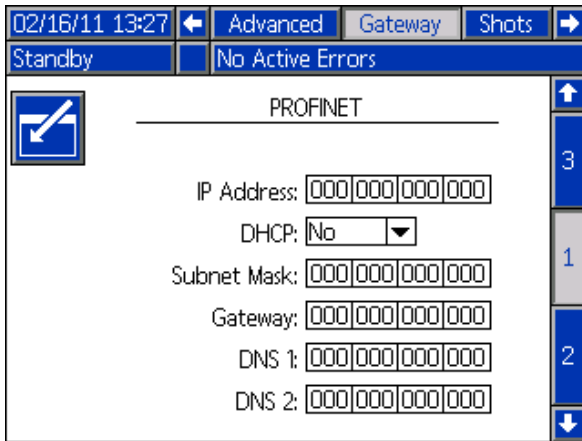 02/16/11 13:27 Advanced Gateway Shots
Standby No Active Errors
PROFINET
3
IP Address: 000 000 000 000
DHCP: No
1
Subnet Mask: 000 000 000 000
Gateway: 000 000 000 000
DNS 1: 000 000 000 000
2
DNS 2: 000 000 000 000